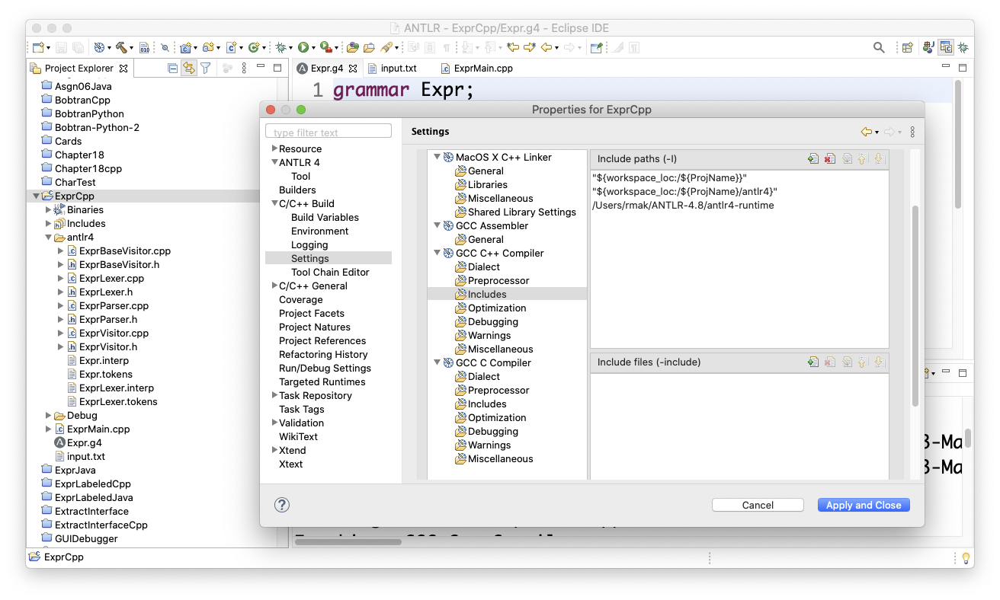 ANTLR - ExprCpp/Expr.g4 - Eclipse IDE
Project Explorer
Expr.g4
input.txt
ExprMain.cpp
1 grammar Expr;
Asgn06Java
BobtranCpp
BobtranPython
Bobtran-Python-2
Cards
Chapter18
Chapter18cpp
CharTest
ExprCpp
Binaries
Includes
antlr4
ExprBaseVisitor.cpp
ExprBaseVisitor.h
ExprLexer.cpp
ExprLexer.h
ExprParser.cpp
ExprParser.h
ExprVisitor.cpp
ExprVisitor.h
Expr.interp
Expr.tokens
ExprLexer.interp
ExprLexer.tokens
Debug
ExprMain.cpp
Expr.g4
input.txt
ExprJava
ExprLabeledCpp
ExprLabeledJava
ExtractInterface
ExtractInterfaceCpp
GUIDebugger
ExprCpp
Properties for ExprCpp
type filter text
Resource
ANTLR 4
Tool
Builders
C/C++ Build
Build Variables
Environment
Logging
Settings
Tool Chain Editor
C/C++ General
Coverage
Project Facets
Project Natures
Project References
Refactoring History
Run/Debug Settings
Targeted Runtimes
Task Repository
Task Tags
Validation
WikiText
Xtend
Xtext
Settings
MacOS X C++ Linker
General
Libraries
Miscellaneous
Shared Library Settings
GCC Assembler
General
GCC C++ Compiler
Dialect
Preprocessor
Includes
Optimization
Debugging
Warnings
Miscellaneous
GCC C Compiler
Dialect
Preprocessor
Includes
Optimization
Debugging
Warnings
Miscellaneous
Include paths (-I)
"${workspace_loc:/${ProjName}}"
"${workspace_loc:/${ProjName}/antlr4}"
/Users/rmak/ANTLR-4.8/antlr4-runtime
Include files (-include)
Cancel
Apply and Close
3-Ma
3-Ma